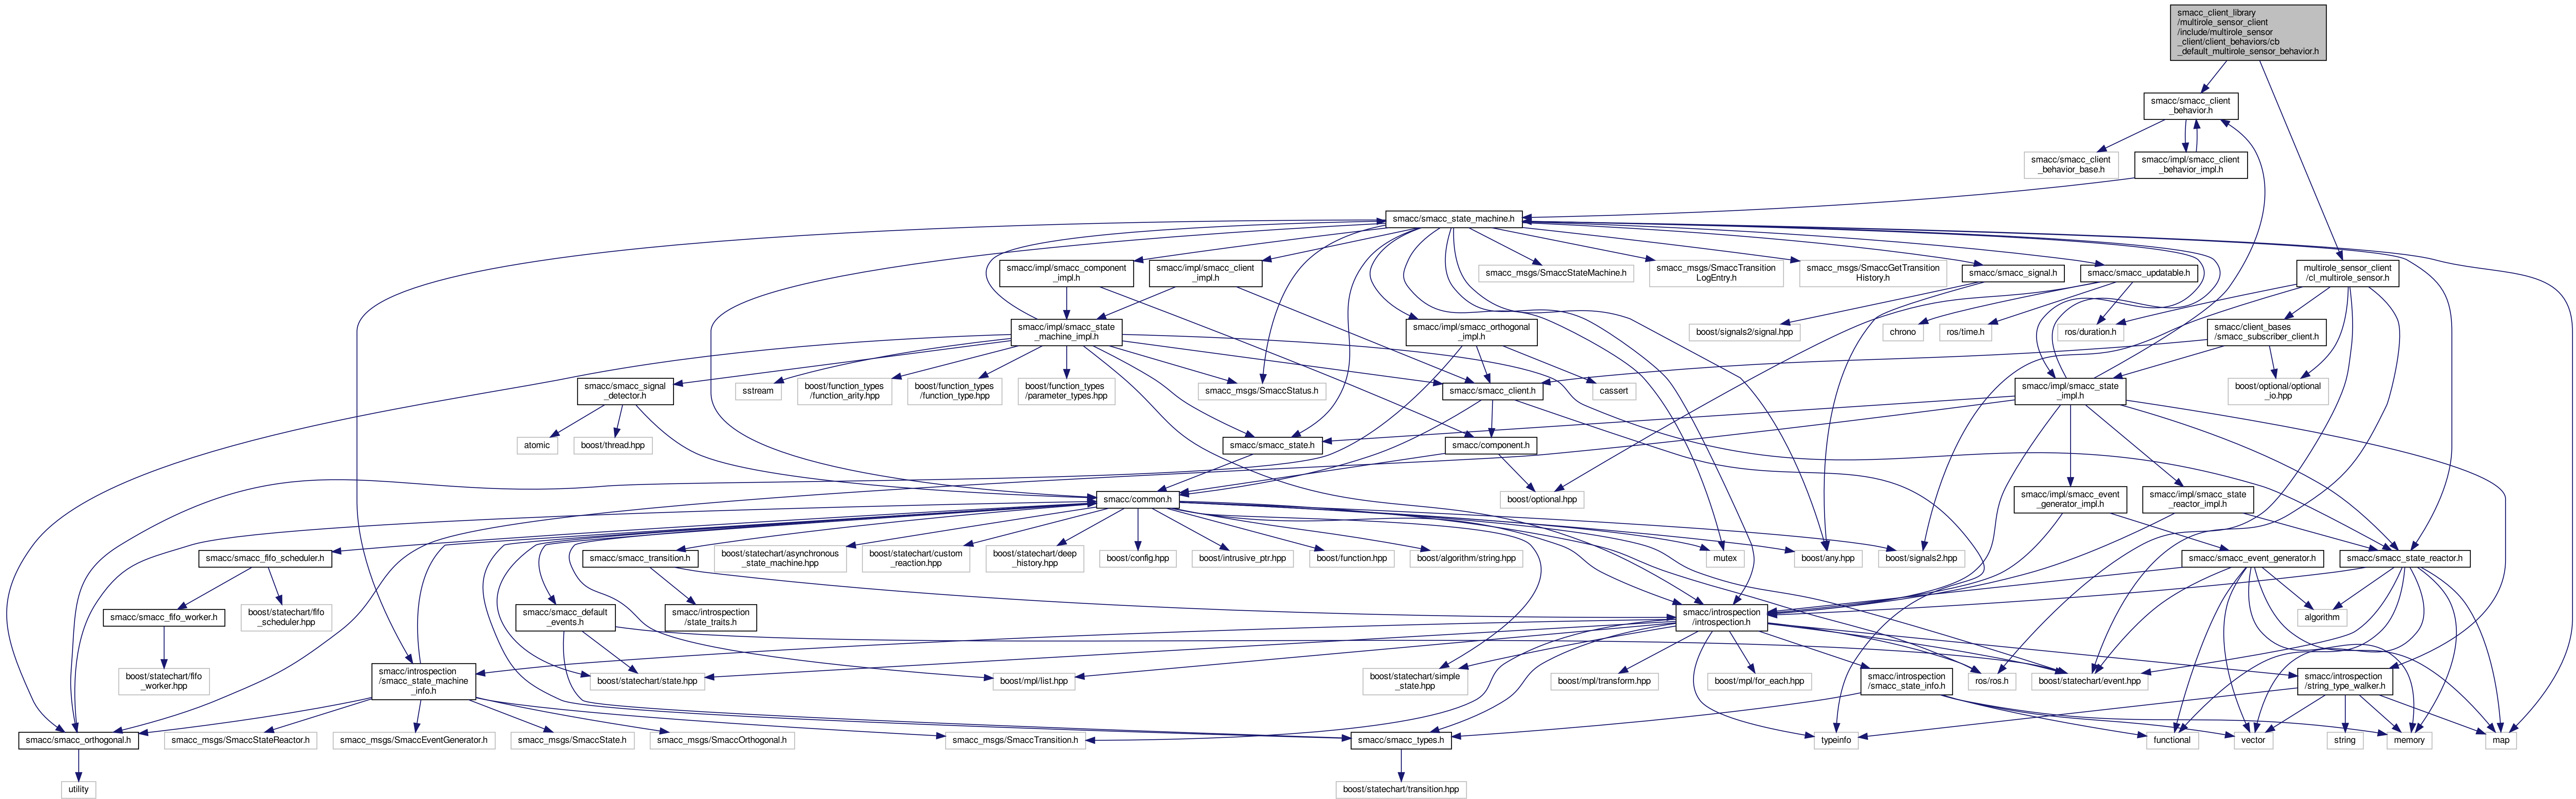 smacc_client_library
/multirole_sensor_client
/include/multirole_sensor
_client/client_behaviors/cb
_default_multirole_sensor_behavior.h
smacc/smacc_client
_behavior.h
smacc/smacc_client
_behavior_base.h
smacc/impl/smacc_client
_behavior_impl.h
smacc/smacc_state_machine.h
smacc/impl/smacc_component
_impl.h
smacc/impl/smacc_client
_impl.h
smacc_msgs/SmaccStateMachine.h
smacc_msgs/SmaccTransition
LogEntry.h
smacc_msgs/SmaccGetTransition
History.h
smacc/smacc_signal.h
smacc/smacc_updatable.h
multirole_sensor_client
/cl_multirole_sensor.h
smacc/impl/smacc_state
_machine_impl.h
smacc/impl/smacc_orthogonal
_impl.h
boost/signals2/signal.hpp
chrono
ros/time.h
ros/duration.h
smacc/client_bases
/smacc_subscriber_client.h
smacc/smacc_signal
_detector.h
sstream
boost/function_types
/function_arity.hpp
boost/function_types
/function_type.hpp
boost/function_types
/parameter_types.hpp
smacc_msgs/SmaccStatus.h
smacc/smacc_client.h
cassert
smacc/impl/smacc_state
_impl.h
boost/optional/optional
_io.hpp
atomic
boost/thread.hpp
smacc/smacc_state.h
smacc/component.h
smacc/common.h
boost/optional.hpp
smacc/impl/smacc_event
_generator_impl.h
smacc/impl/smacc_state
_reactor_impl.h
smacc/smacc_fifo_scheduler.h
smacc/smacc_transition.h
boost/statechart/asynchronous
_state_machine.hpp
boost/statechart/custom
_reaction.hpp
boost/statechart/deep
_history.hpp
boost/config.hpp
boost/intrusive_ptr.hpp
boost/function.hpp
boost/algorithm/string.hpp
mutex
boost/any.hpp
boost/signals2.hpp
smacc/smacc_event_generator.h
smacc/smacc_state_reactor.h
smacc/smacc_fifo_worker.h
boost/statechart/fifo
_scheduler.hpp
smacc/smacc_default
_events.h
smacc/introspection
/state_traits.h
smacc/introspection
/introspection.h
algorithm
boost/statechart/fifo
_worker.hpp
smacc/introspection
/smacc_state_machine
_info.h
boost/statechart/state.hpp
boost/statechart/simple
_state.hpp
boost/mpl/list.hpp
boost/mpl/transform.hpp
boost/mpl/for_each.hpp
smacc/introspection
/smacc_state_info.h
ros/ros.h
boost/statechart/event.hpp
smacc/introspection
/string_type_walker.h
smacc/smacc_orthogonal.h
smacc_msgs/SmaccStateReactor.h
smacc_msgs/SmaccEventGenerator.h
smacc_msgs/SmaccState.h
smacc_msgs/SmaccOrthogonal.h
smacc_msgs/SmaccTransition.h
smacc/smacc_types.h
typeinfo
functional
vector
string
memory
map
utility
boost/statechart/transition.hpp